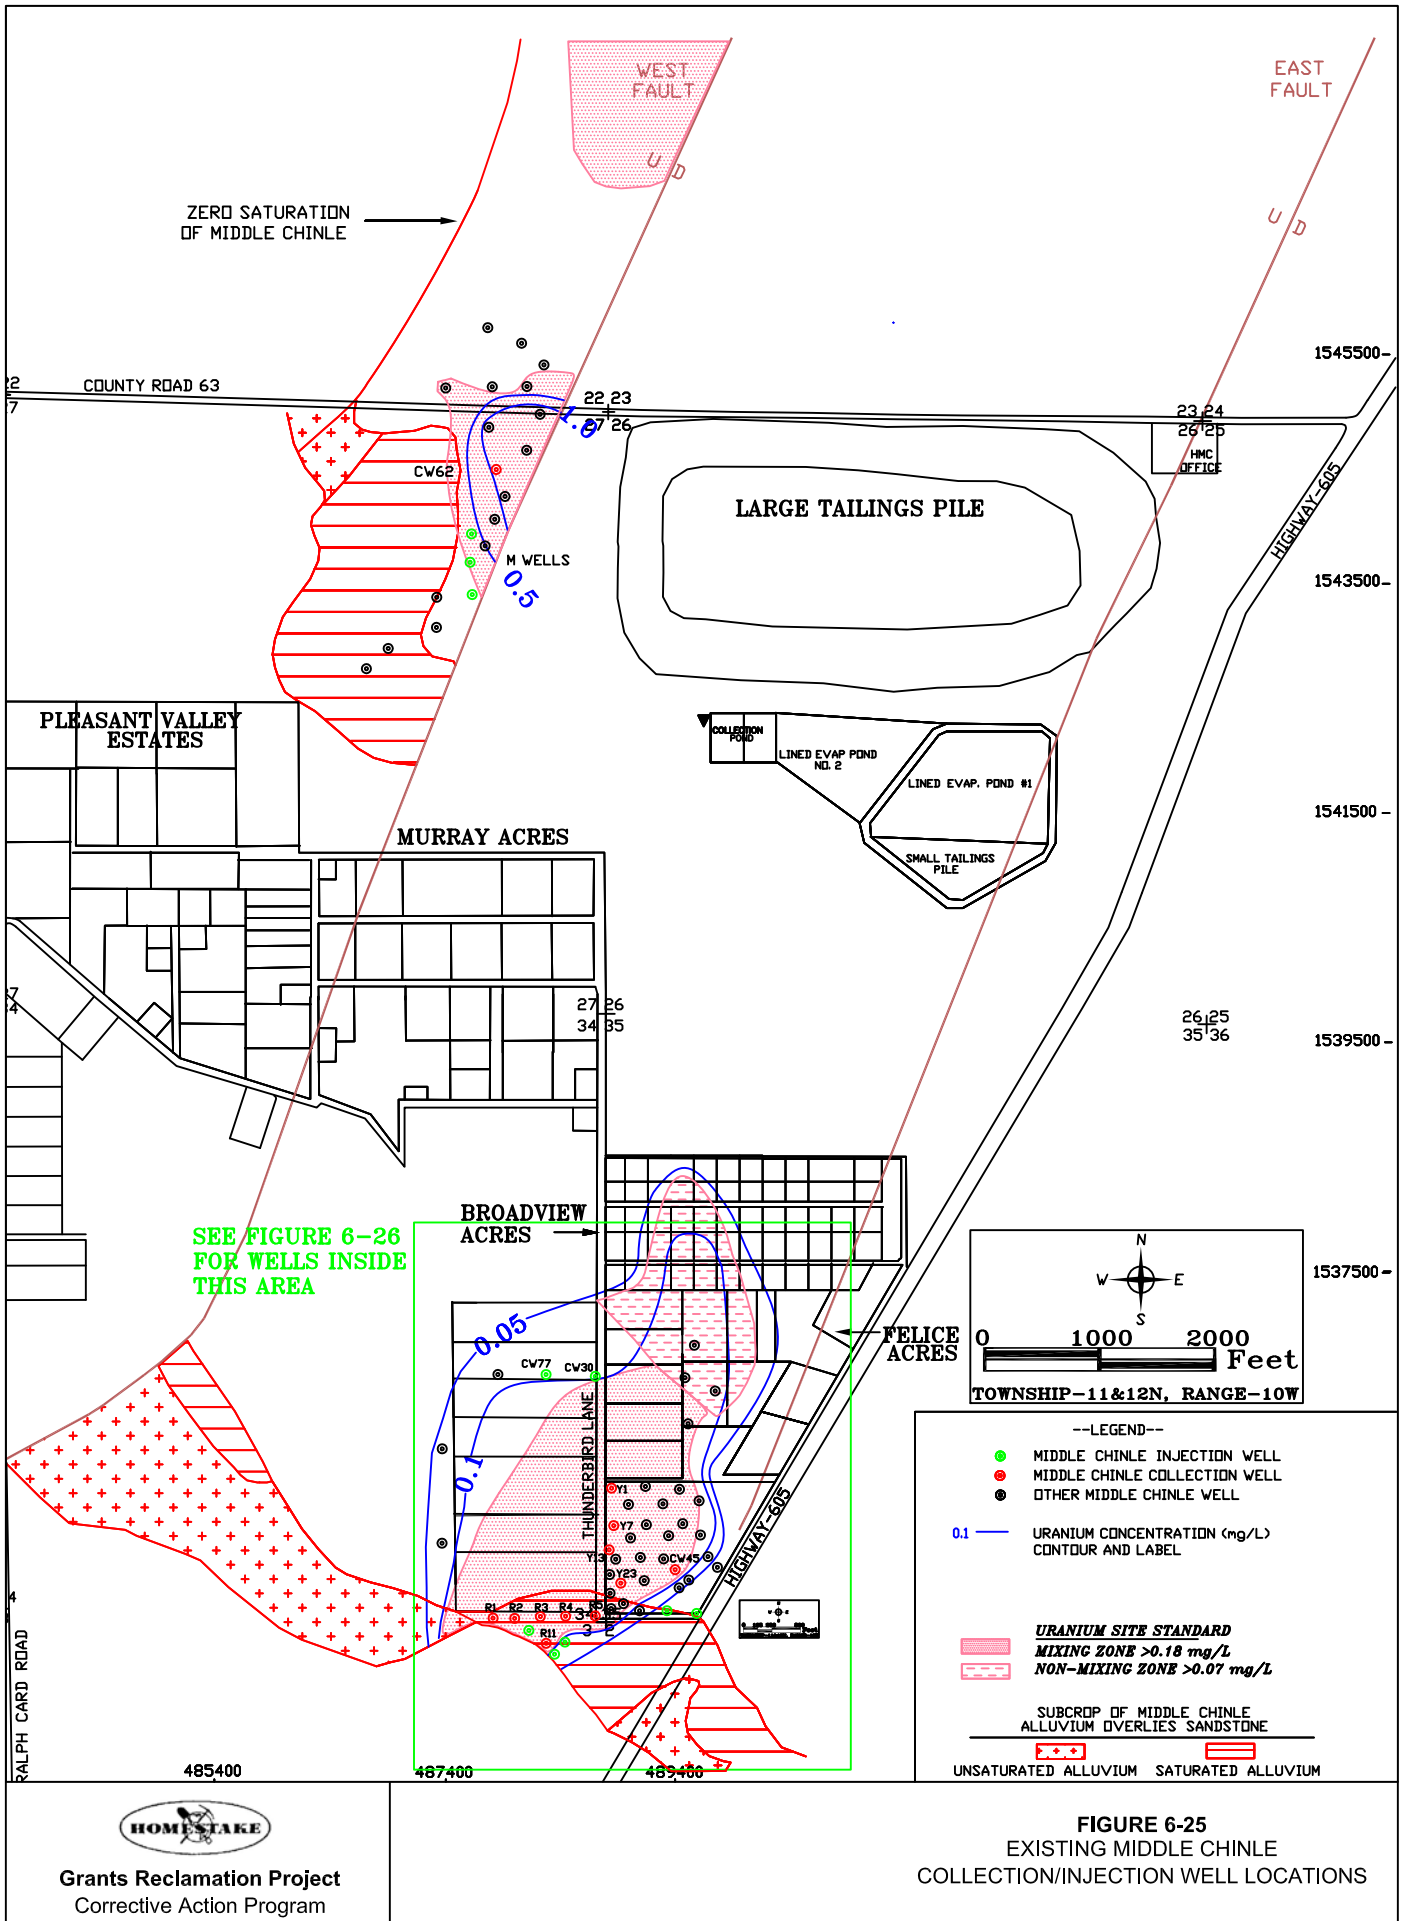 WEST
FAULT
EAST
FAULT
U D
U D
ZERO SATURATION
OF MIDDLE CHINLE
1545500
COUNTY ROAD 63
22
27
22 23
27 26
23 24
26 25
HMC
OFFICE
1.0
CW62
LARGE TAILINGS PILE
HIGHWAY-605
M WELLS
0.5
1543500
PLEASANT VALLEY
ESTATES
COLLECTION
POND
LINED EVAP POND
NO. 2
LINED EVAP. POND #1
1541500
MURRAY ACRES
SMALL TAILINGS
PILE
27 26
34 35
26 25
35 36
1539500
BROADVIEW
ACRES
SEE FIGURE 6-26
FOR WELLS INSIDE
THIS AREA
N
W E
S
1537500
0.05
FELICE
ACRES
0 1000 2000
Feet
TOWNSHIP-11&12N, RANGE-10W
CW77
CW30
THUNDERBIRD LANE
0.1
Y1
Y7
Y13
CW45
Y23
HIGHWAY-605
R1 R2 R3 R4 R5
R11
--LEGEND--
MIDDLE CHINLE INJECTION WELL
MIDDLE CHINLE COLLECTION WELL
OTHER MIDDLE CHINLE WELL
0.1
URANIUM CONCENTRATION (mg/L)
CONTOUR AND LABEL
URANIUM SITE STANDARD
MIXING ZONE >0.18 mg/L
NON-MIXING ZONE >0.07 mg/L
SUBCROP OF MIDDLE CHINLE
ALLUVIUM OVERLIES SANDSTONE
UNSATURATED ALLUVIUM SATURATED ALLUVIUM
RALPH CARD ROAD
485400
487400
489400
HOMESTAKE
Grants Reclamation Project
Corrective Action Program
FIGURE 6-25
EXISTING MIDDLE CHINLE
COLLECTION/INJECTION WELL LOCATIONS